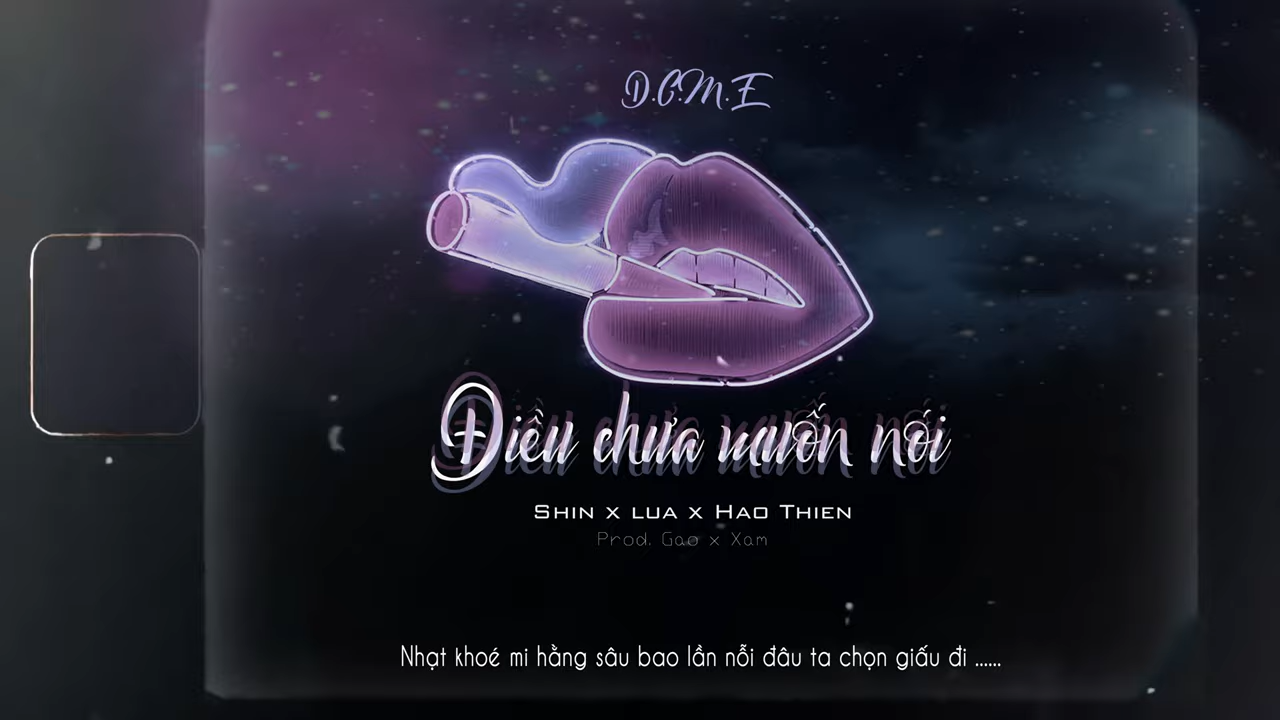 D.C.M.E
Điều chưa muốn nói
Shin x lua x Hao Thien
Prod. Gao x Xam
Nhạt khoé mi hằng sâu bao lần nỗi đâu ta chọn giấu đi ......